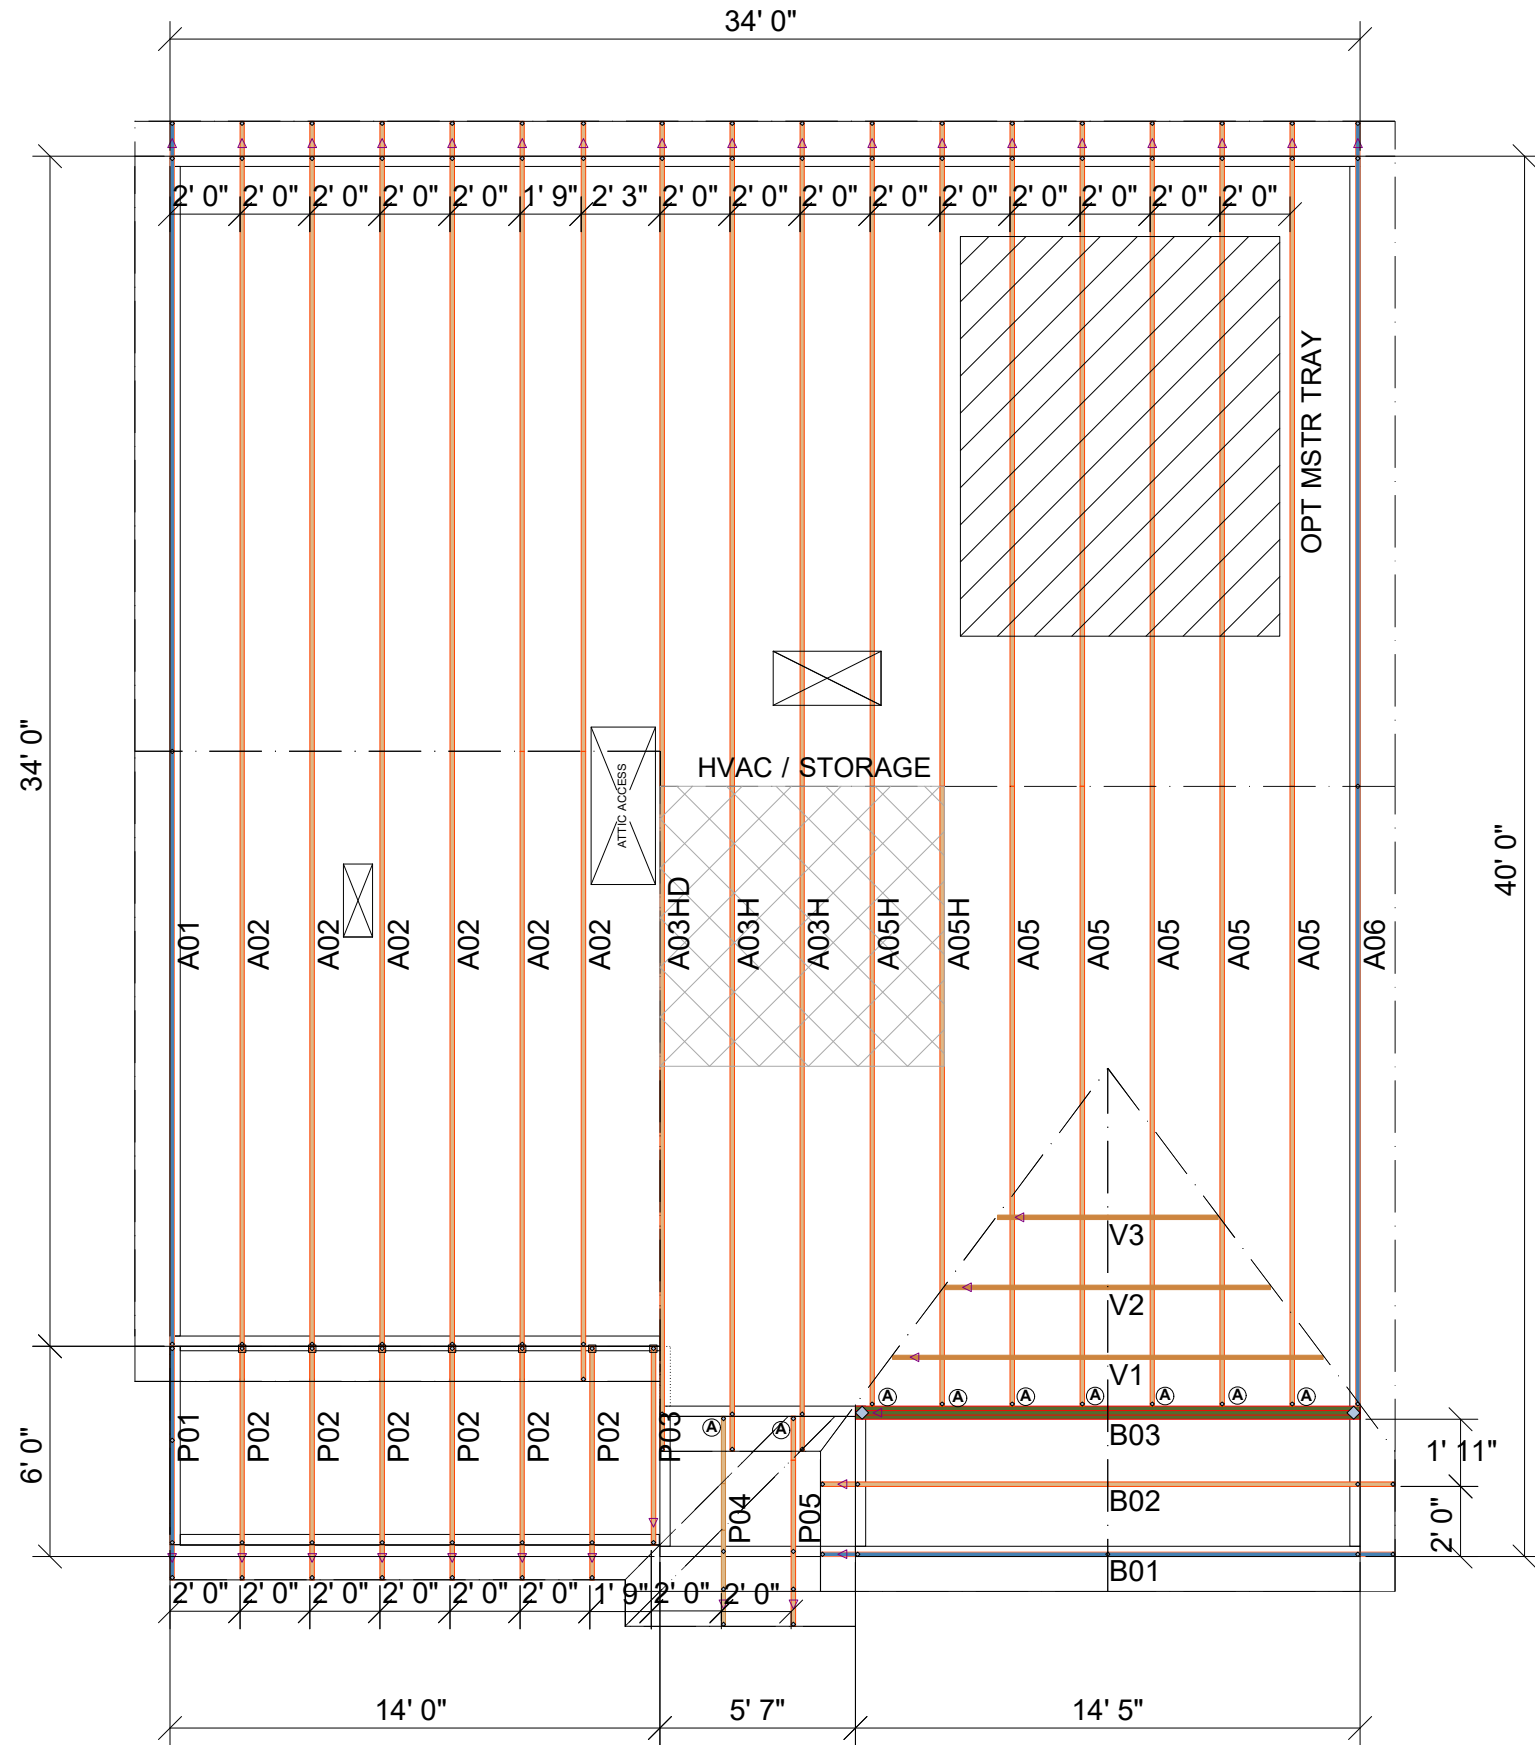 34' 0"
2' 0" 2' 0" 2' 0" 2' 0" 2' 0" 1' 9" 2' 3" 2' 0" 2' 0" 2' 0" 2' 0" 2' 0" 2' 0" 2' 0" 2' 0" 2' 0"
OPT MSTR TRAY
HVAC / STORAGE
ATTIC ACCESS
34' 0"
40' 0"
A01 A02 A02 A02 A02 A02 A02 A03HD A03H A03H A05H A05H A05 A05 A05 A05 A05 A06
V3
V2
V1
A A A A A A A
A A
B03
1' 11"
6' 0"
P01 P02 P02 P02 P02 P02 P02 P03
P04 P05
B02
2' 0"
B01
2' 0" 2' 0" 2' 0" 2' 0" 2' 0" 2' 0" 1' 9" 2' 0" 2' 0"
14' 0" 5' 7" 14' 5"